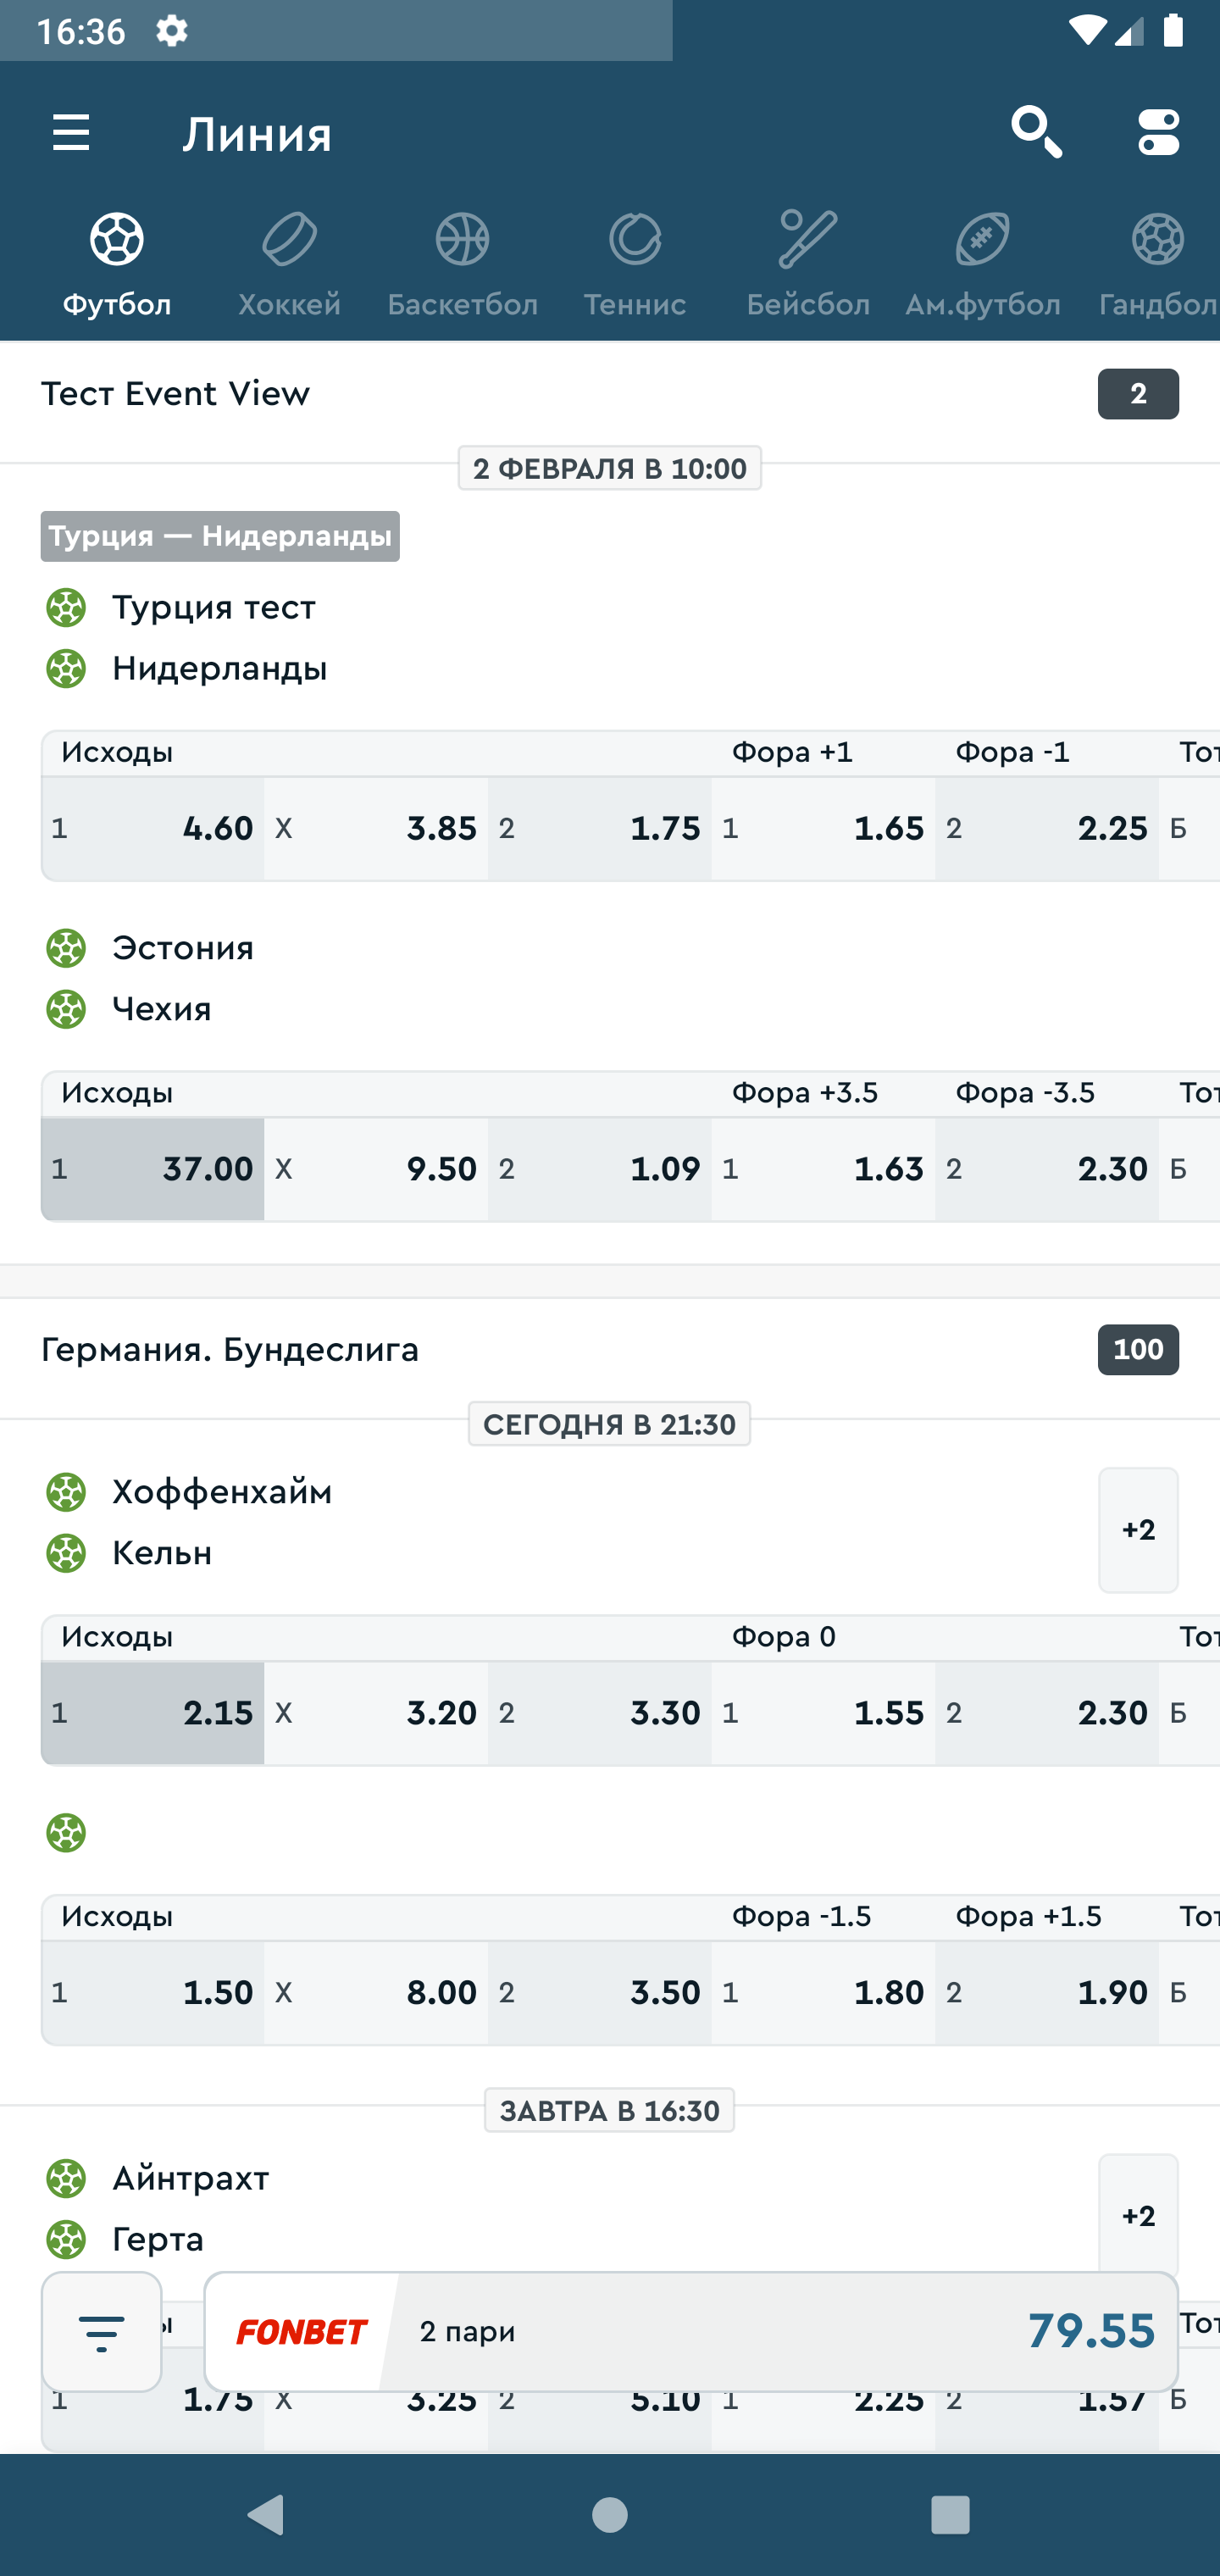 16:36
Линия
Футбол Хоккей Баскетбол Теннис Бейсбол Ам.футбол Гандбол
Тест Event View 2
2 ФЕВРАЛЯ В 10:00
Турция — Нидерланды
Турция тест
Нидерланды
Исходы Фора +1 Фора -1 Тот
1 4.60 X 3.85 2 1.75 1 1.65 2 2.25 Б
Эстония
Чехия
Исходы Фора +3.5 Фора -3.5 Тот
1 37.00 X 9.50 2 1.09 1 1.63 2 2.30 Б
Германия. Бундеслига 100
СЕГОДНЯ В 21:30
Хоффенхайм
+2
Кельн
Исходы Фора 0 Тот
1 2.15 X 3.20 2 3.30 1 1.55 2 2.30 Б
Исходы Фора -1.5 Фора +1.5 Тот
1 1.50 X 8.00 2 3.50 1 1.80 2 1.90 Б
ЗАВТРА В 16:30
Айнтрахт
+2
Герта
ы FONBET 2 пари 79.55 Тот
1 1.75 X 3.25 2 5.10 1 2.25 2 1.57 Б